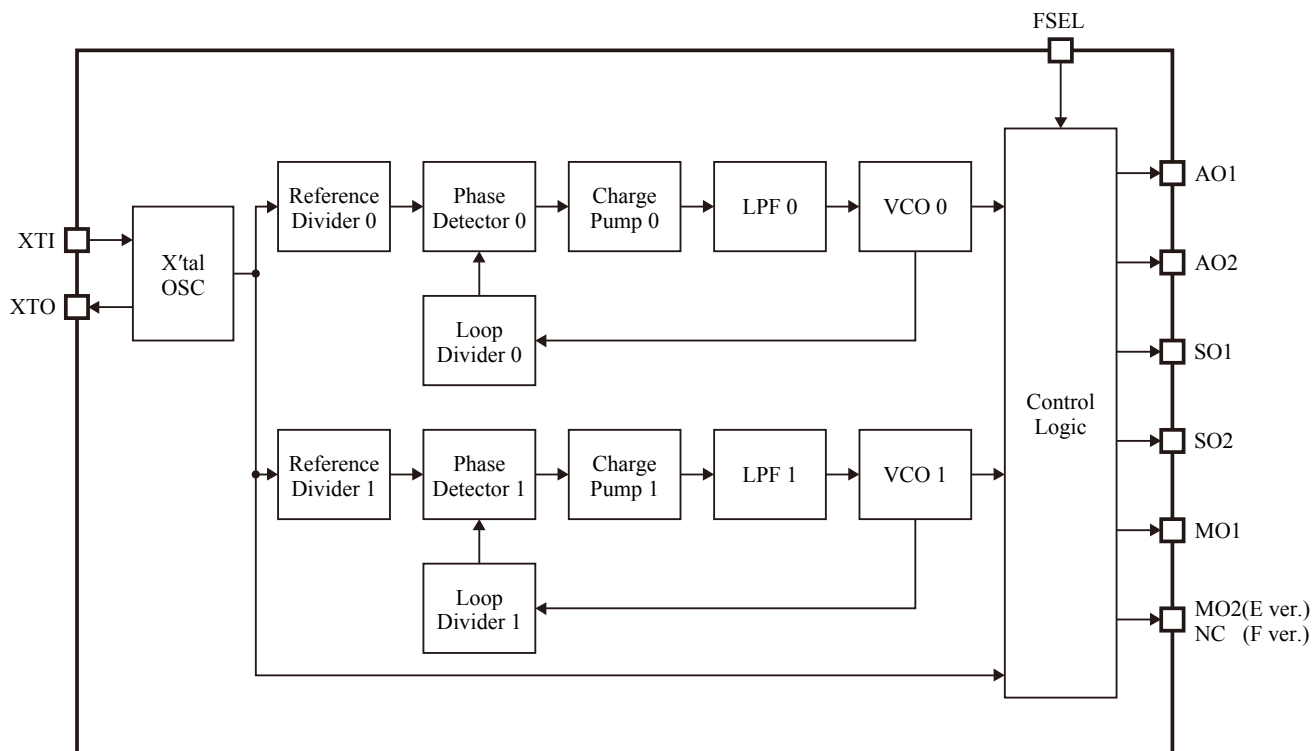 FSEL
Reference
Divider 0
Phase
Detector 0
Charge
Pump 0
LPF 0
VCO 0
AO1
XTI
X'tal
OSC
AO2
XTO
Loop
Divider 0
SO1
Control
Logic
SO2
Reference
Divider 1
Phase
Detector 1
Charge
Pump 1
LPF 1
VCO 1
MO1
Loop
Divider 1
MO2(E ver.)
NC (F ver.)